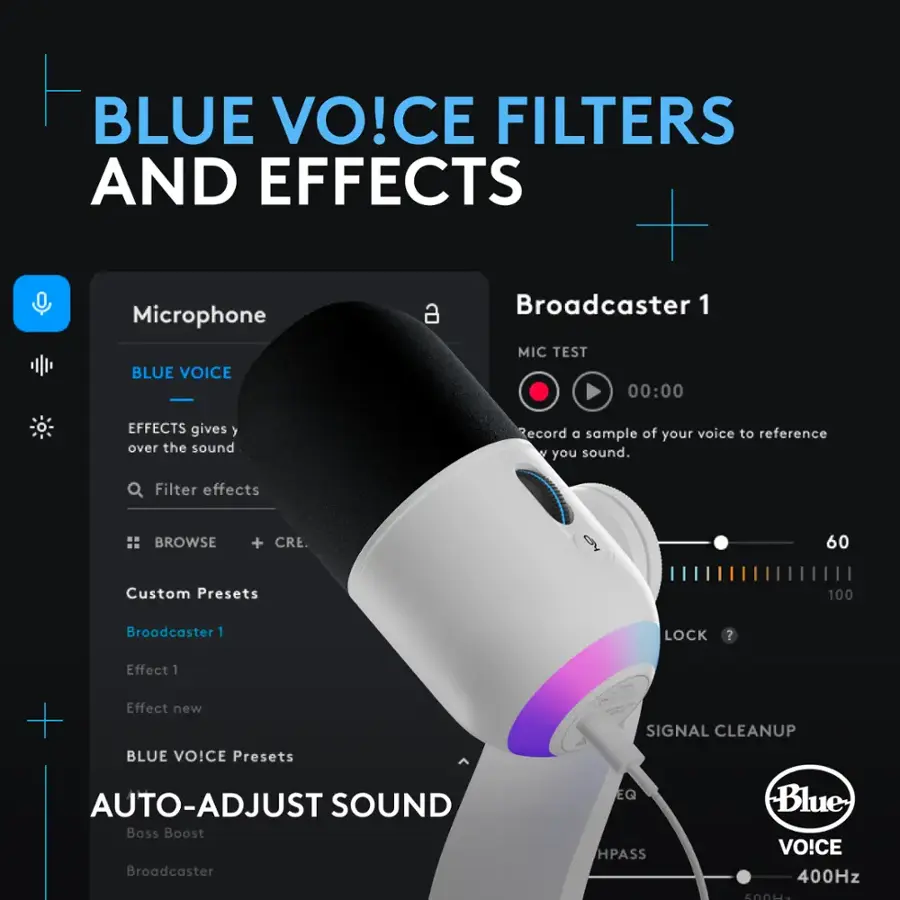 BLUE VO!CE FILTERS
AND EFFECTS
Microphone
BLUE VOICE
EFFECTS gives
over the sound
Filter effects
BROWSE
+ CRE
Custom Presets
Broadcaster 1
Effect 1
Effect new
BLUE VO!CE Presets
AUTO-ADJUST SOUND
Bass Boost
Broadcaster
Broadcaster 1
MIC TEST
00:00
Record a sample of your voice to reference
you sound.
ON
60
100
LOCK ?
SIGNAL CLEANUP
EQ
HPASS
400Hz
500Hz
Blue
VO!CE